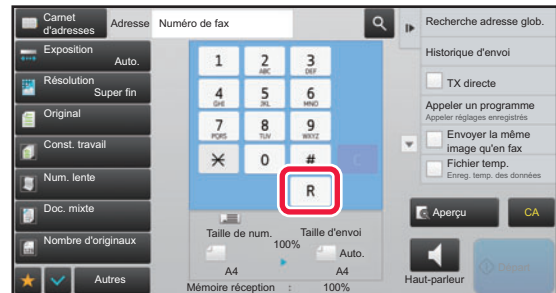 Carnet
d'adresses
Adresse
Numéro de fax
Exposition
Auto.
Résolution
Super fin
Original
Const. travail
Num. lente
Doc. mixte
Nombre d'originaux
Autres
1
2
ABC
3
DEF
4
GHI
5
JKL
6
MNO
7
PQRS
8
TUV
9
WXYZ
0
#
C
R
Taille de num.
Taille d'envoi
100%
Auto.
A4
A4
Mémoire réception : 100%
Recherche adresse glob.
Historique d'envoi
TX directe
Appeler un programme
Appeler réglages enregistrés
Envoyer la même
image qu'en fax
Fichier temp.
Enreg. temp. des données
Aperçu
CA
Haut-parleur
Départ